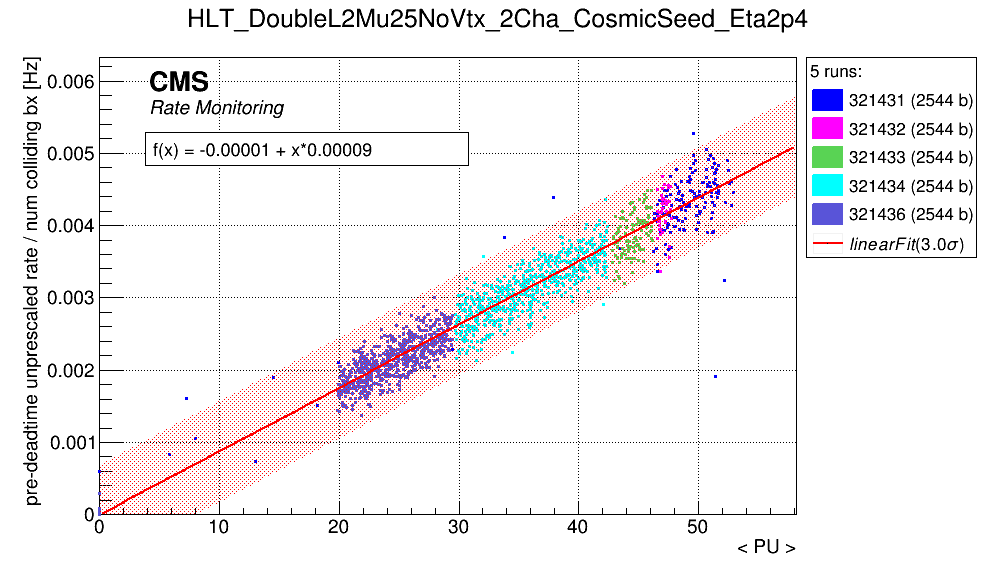 HLT_DoubleL2Mu25NoVtx_2Cha_CosmicSeed_Eta2p4
pre-deadtime unprescaled rate / num colliding bx [Hz]
0.006
0.005
0.004
0.003
0.002
0.001
0
CMS
Rate Monitoring
f(x) = -0.00001 + x*0.00009
0 10 20 30 40 50
< PU >
5 runs:
321431 (2544 b)
321432 (2544 b)
321433 (2544 b)
321434 (2544 b)
321436 (2544 b)
linearFit(3.0σ)